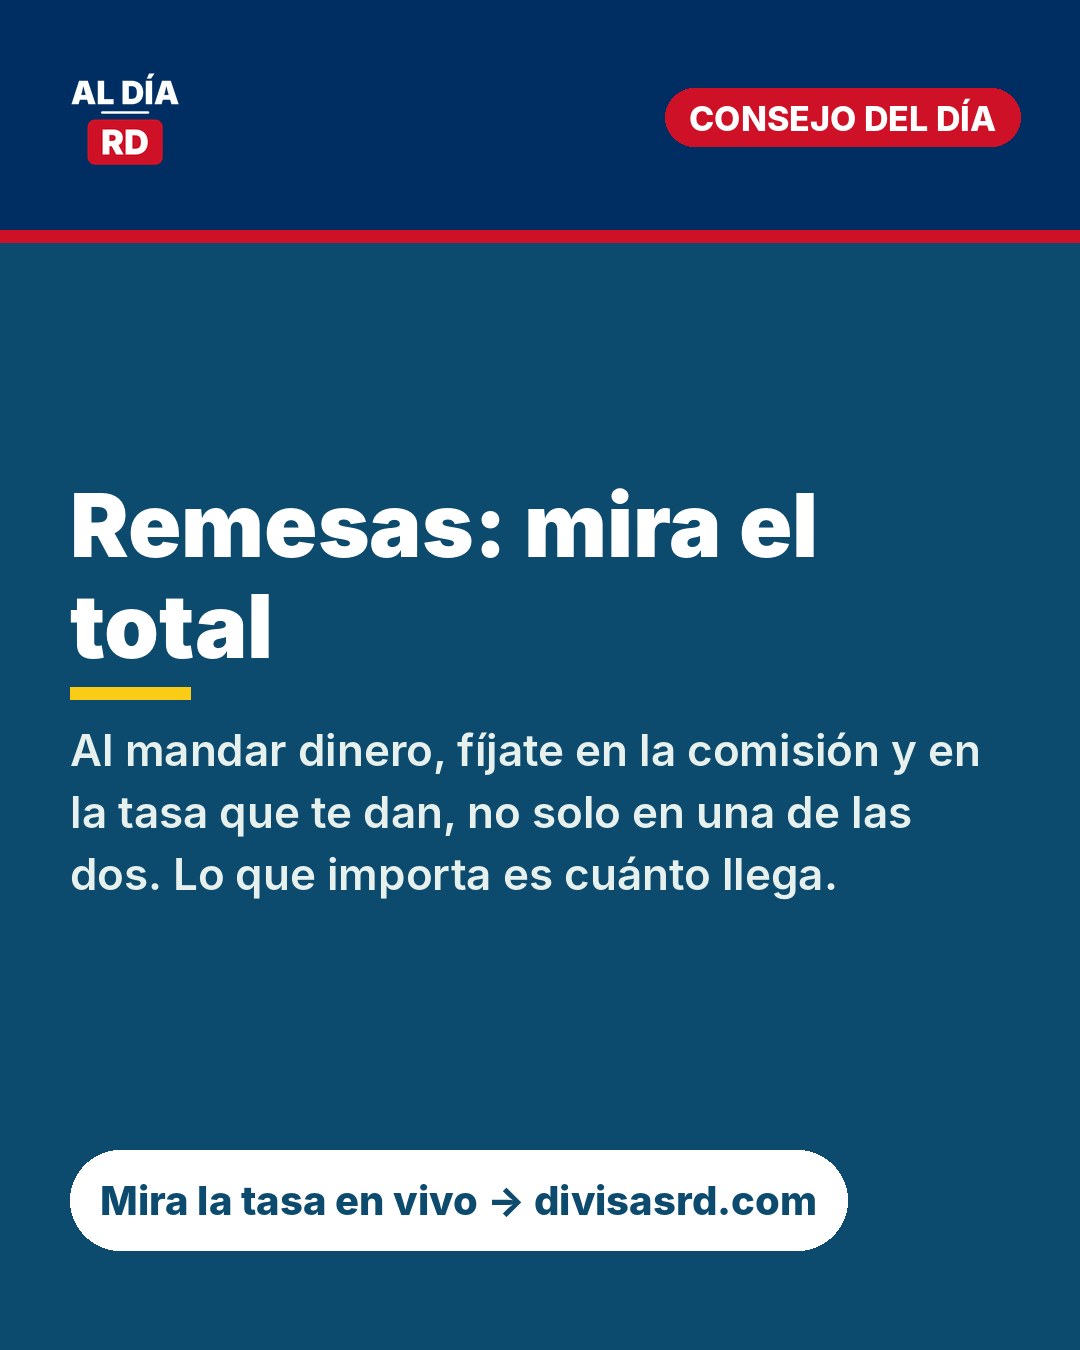 AL DÍA
RD
CONSEJO DEL DÍA
Remesas: mira el
total
Al mandar dinero, fíjate en la comisión y en
la tasa que te dan, no solo en una de las
dos. Lo que importa es cuánto llega.
Mira la tasa en vivo → divisasrd.com